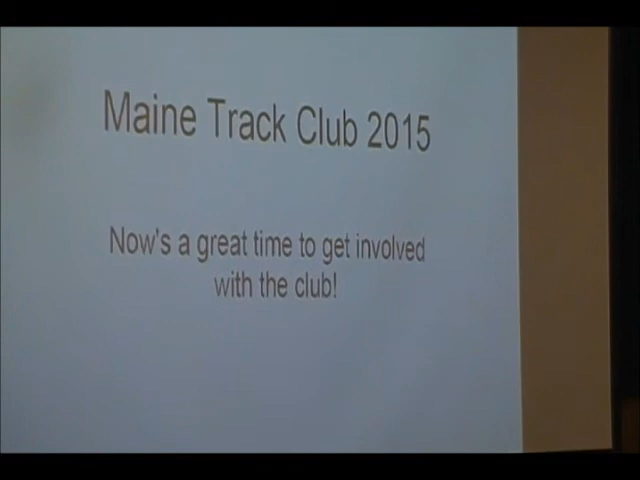 Maine Track Club 2015
Now's a great time to get involved
with the club!